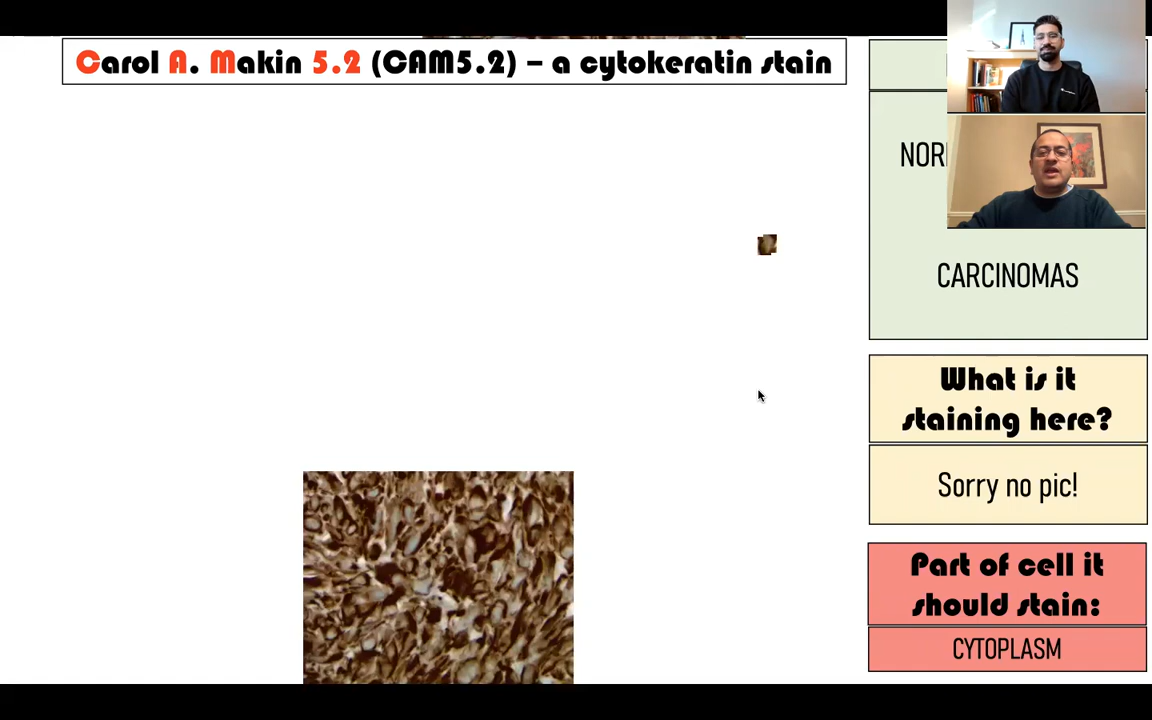 Carol A. Makin 5.2 (CAM5.2) – a cytokeratin stain
CARCINOMAS
What is it
staining here?
Sorry no pic!
Part of cell it
should stain:
CYTOPLASM